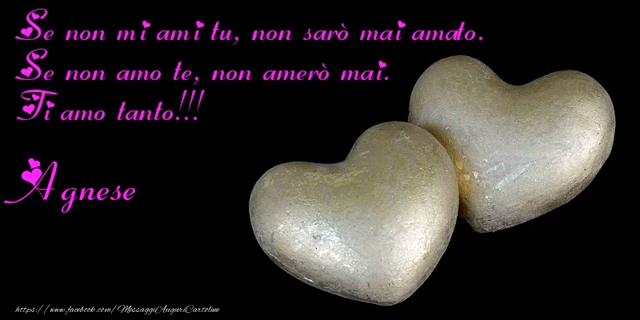 Se non mi ami tu, non sarò mai amato.
Se non amo te, non amerò mai.
Ti amo tanto!!!
Agnese
https://www.facebook.com/MessaggiAuguriCartoline